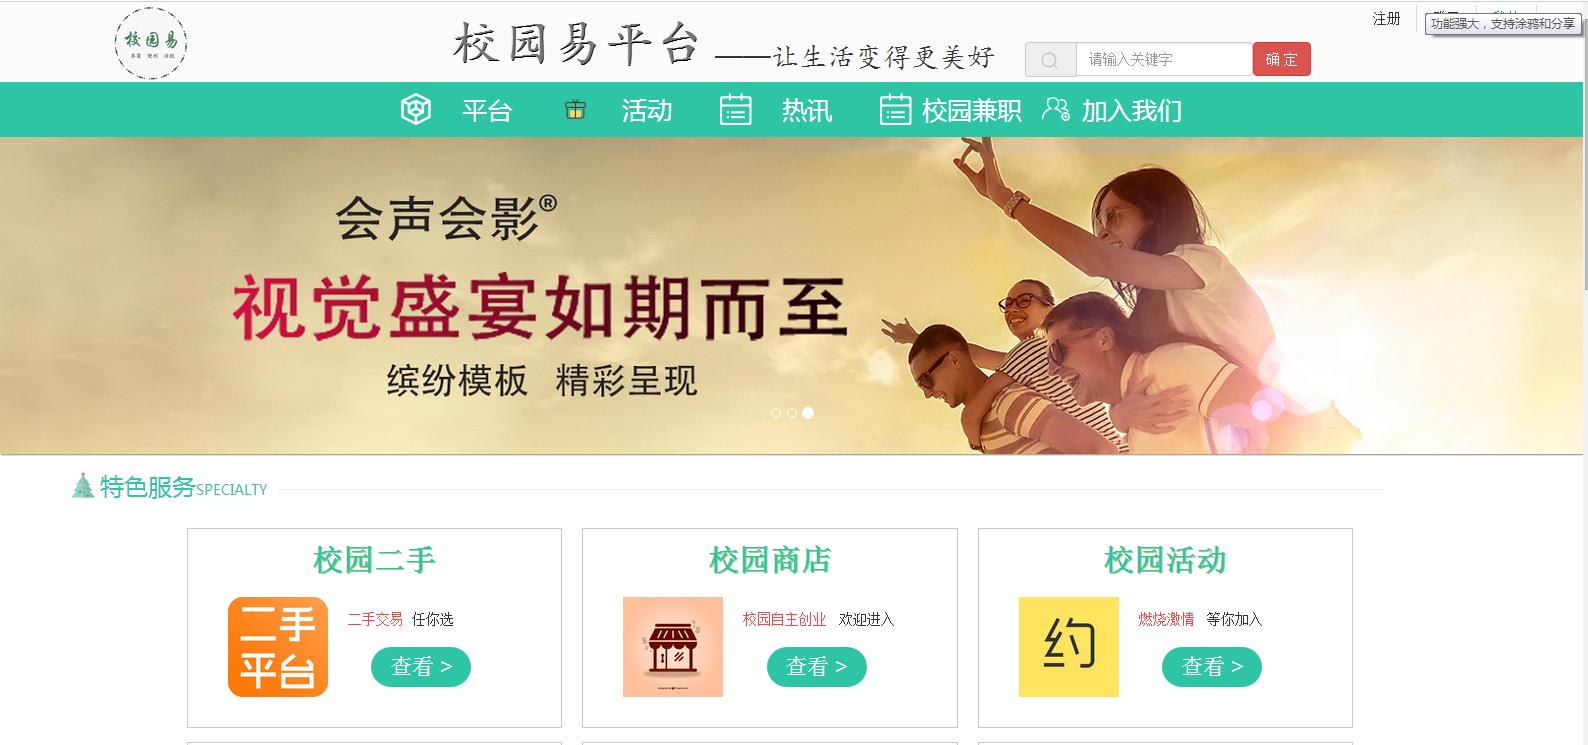 校园易
校园易平台 ——让生活变得更美好
请输入关键字
确 定
注册
功能强大，支持涂鸦和分享
平台
活动
热讯
校园兼职
加入我们
会声会影®
视觉盛宴如期而至
缤纷模板 精彩呈现
特色服务SPECIALTY
校园二手
二手平台
二手交易 任你选
查看 >
校园商店
校园自主创业 欢迎进入
查看 >
校园活动
约
燃烧激情 等你加入
查看 >